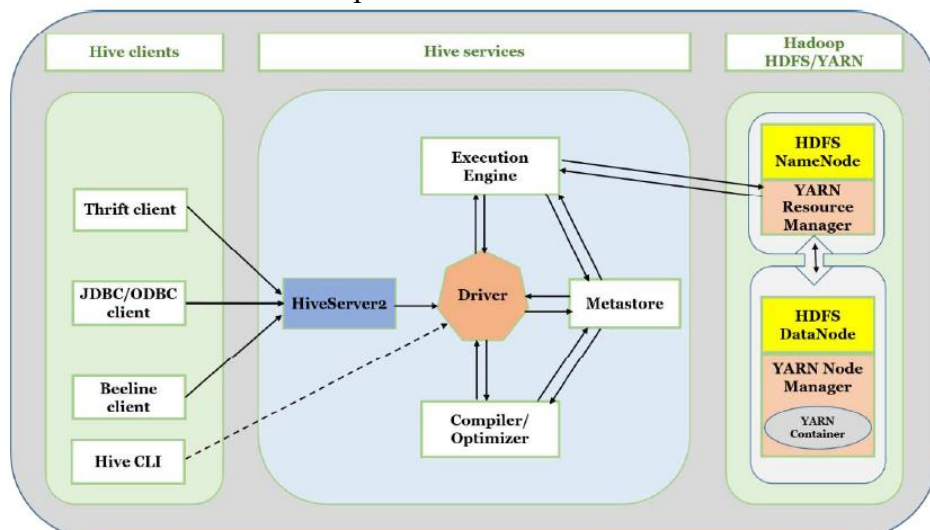 Hive clients
Hive services
Hadoop
HDFS/YARN
Thrift client
JDBC/ODBC
client
Beeline
client
Hive CLI
HiveServer2
Execution
Engine
Driver
Metastore
Compiler/
Optimizer
HDFS
NameNode
YARN
Resource
Manager
HDFS
DataNode
YARN Node
Manager
YARN
Container